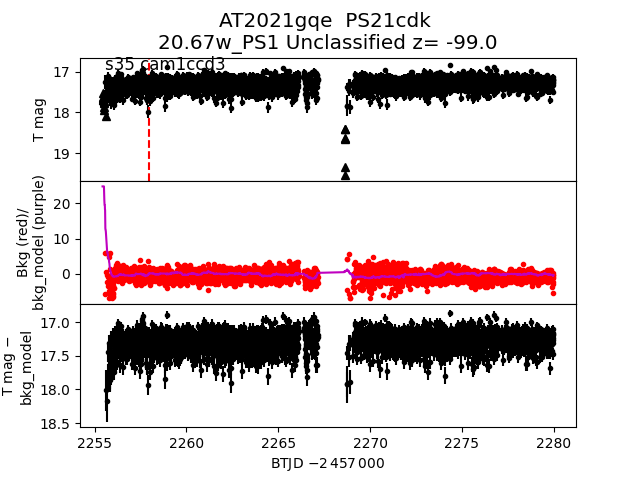 AT2021gqe  PS21cdk
20.67w_PS1 Unclassified z= -99.0
s35 cam1ccd3
T mag
17
18
19
Bkg (red)/
bkg_model (purple)
20
10
0
T mag −
bkg_model
17.0
17.5
18.0
18.5
2255
2260
2265
2270
2275
2280
BTJD −2 457 000